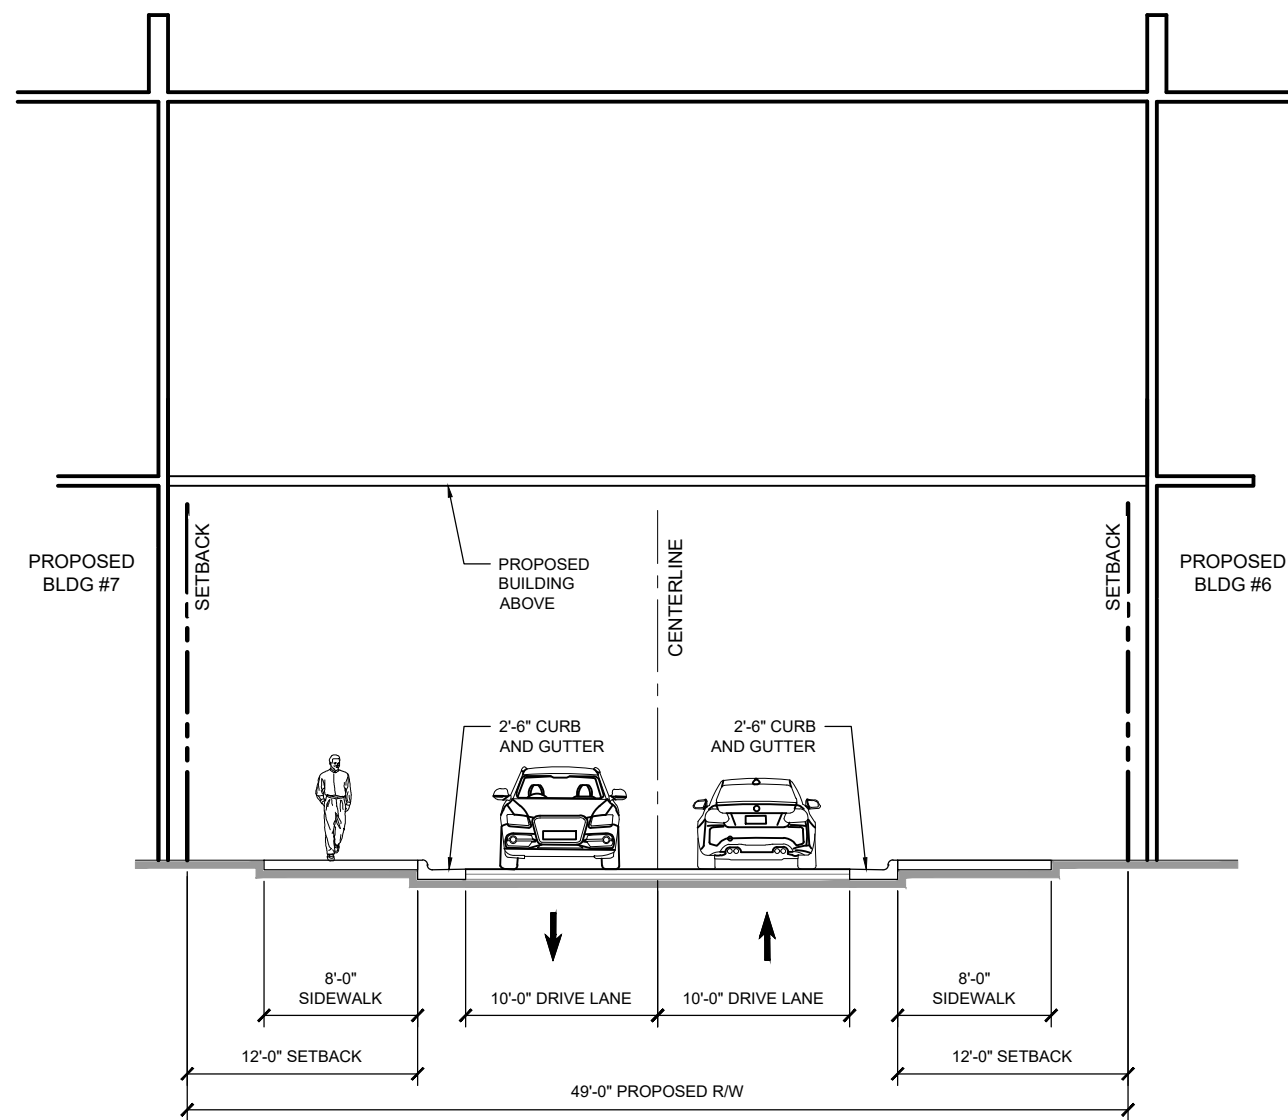 PROPOSED
BLDG #7
SETBACK
PROPOSED
BUILDING
ABOVE
CENTERLINE
SETBACK
PROPOSED
BLDG #6
2'-6" CURB
AND GUTTER
2'-6" CURB
AND GUTTER
8'-0"
SIDEWALK
10'-0" DRIVE LANE
10'-0" DRIVE LANE
8'-0"
SIDEWALK
12'-0" SETBACK
12'-0" SETBACK
49'-0" PROPOSED R/W